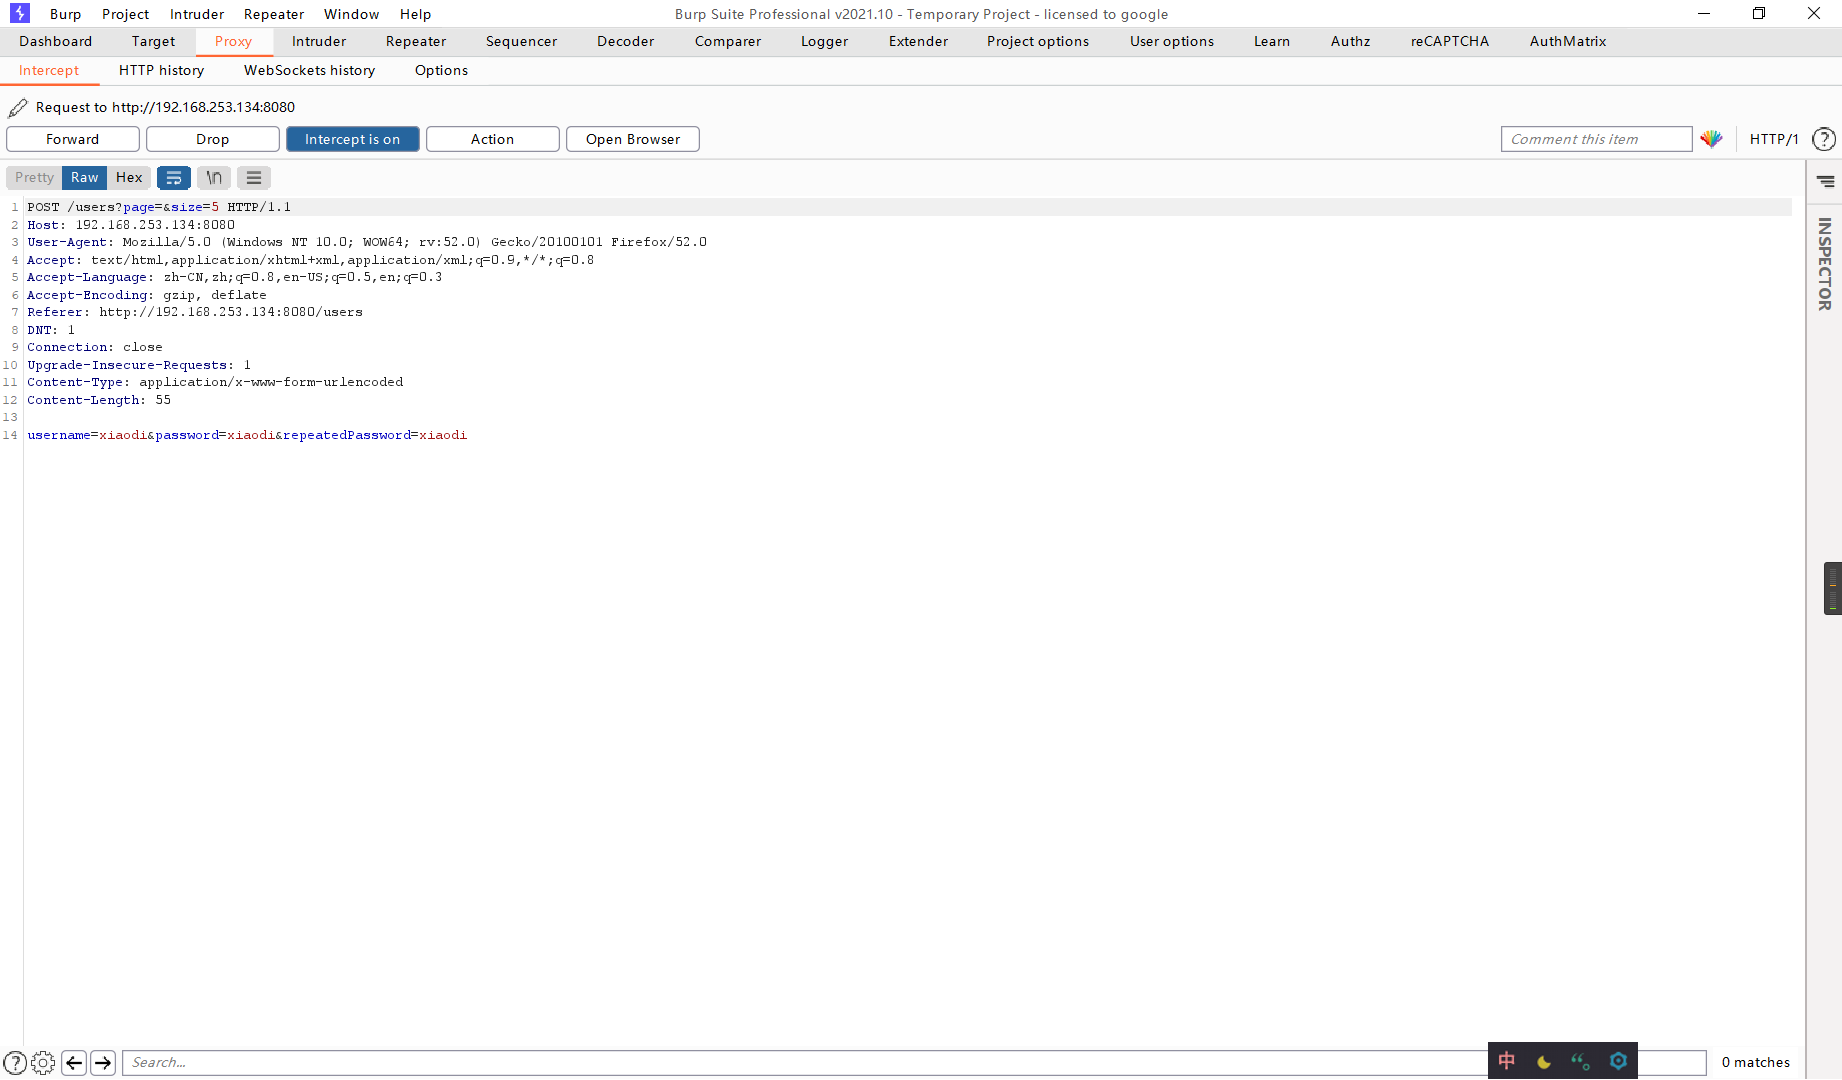 Burp Project Intruder Repeater Window Help
Burp Suite Professional v2021.10 - Temporary Project - licensed to google
Dashboard Target Proxy Intruder Repeater Sequencer Decoder Comparer Logger Extender Project options User options Learn Authz reCAPTCHA AuthMatrix
Intercept HTTP history WebSockets history Options
Request to http://192.168.253.134:8080
Forward Drop Intercept is on Action Open Browser Comment this item HTTP/1 ?
Pretty Raw Hex \n
INSPECTOR
1 POST /users?page=&size=5 HTTP/1.1
2 Host: 192.168.253.134:8080
3 User-Agent: Mozilla/5.0 (Windows NT 10.0; WOW64; rv:52.0) Gecko/20100101 Firefox/52.0
4 Accept: text/html,application/xhtml+xml,application/xml;q=0.9,*/*;q=0.8
5 Accept-Language: zh-CN,zh;q=0.8,en-US;q=0.5,en;q=0.3
6 Accept-Encoding: gzip, deflate
7 Referer: http://192.168.253.134:8080/users
8 DNT: 1
9 Connection: close
10 Upgrade-Insecure-Requests: 1
11 Content-Type: application/x-www-form-urlencoded
12 Content-Length: 55
13
14 username=xiaodi&password=xiaodi&repeatedPassword=xiaodi
? Search... 中 0 matches